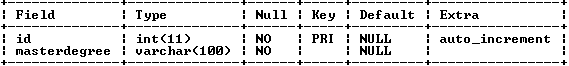 | Field | Type | Null | Key | Default | Extra |
| id | int(11) | NO | PRI | NULL | auto_increment |
| masterdegree | varchar(100) | NO | | NULL | |